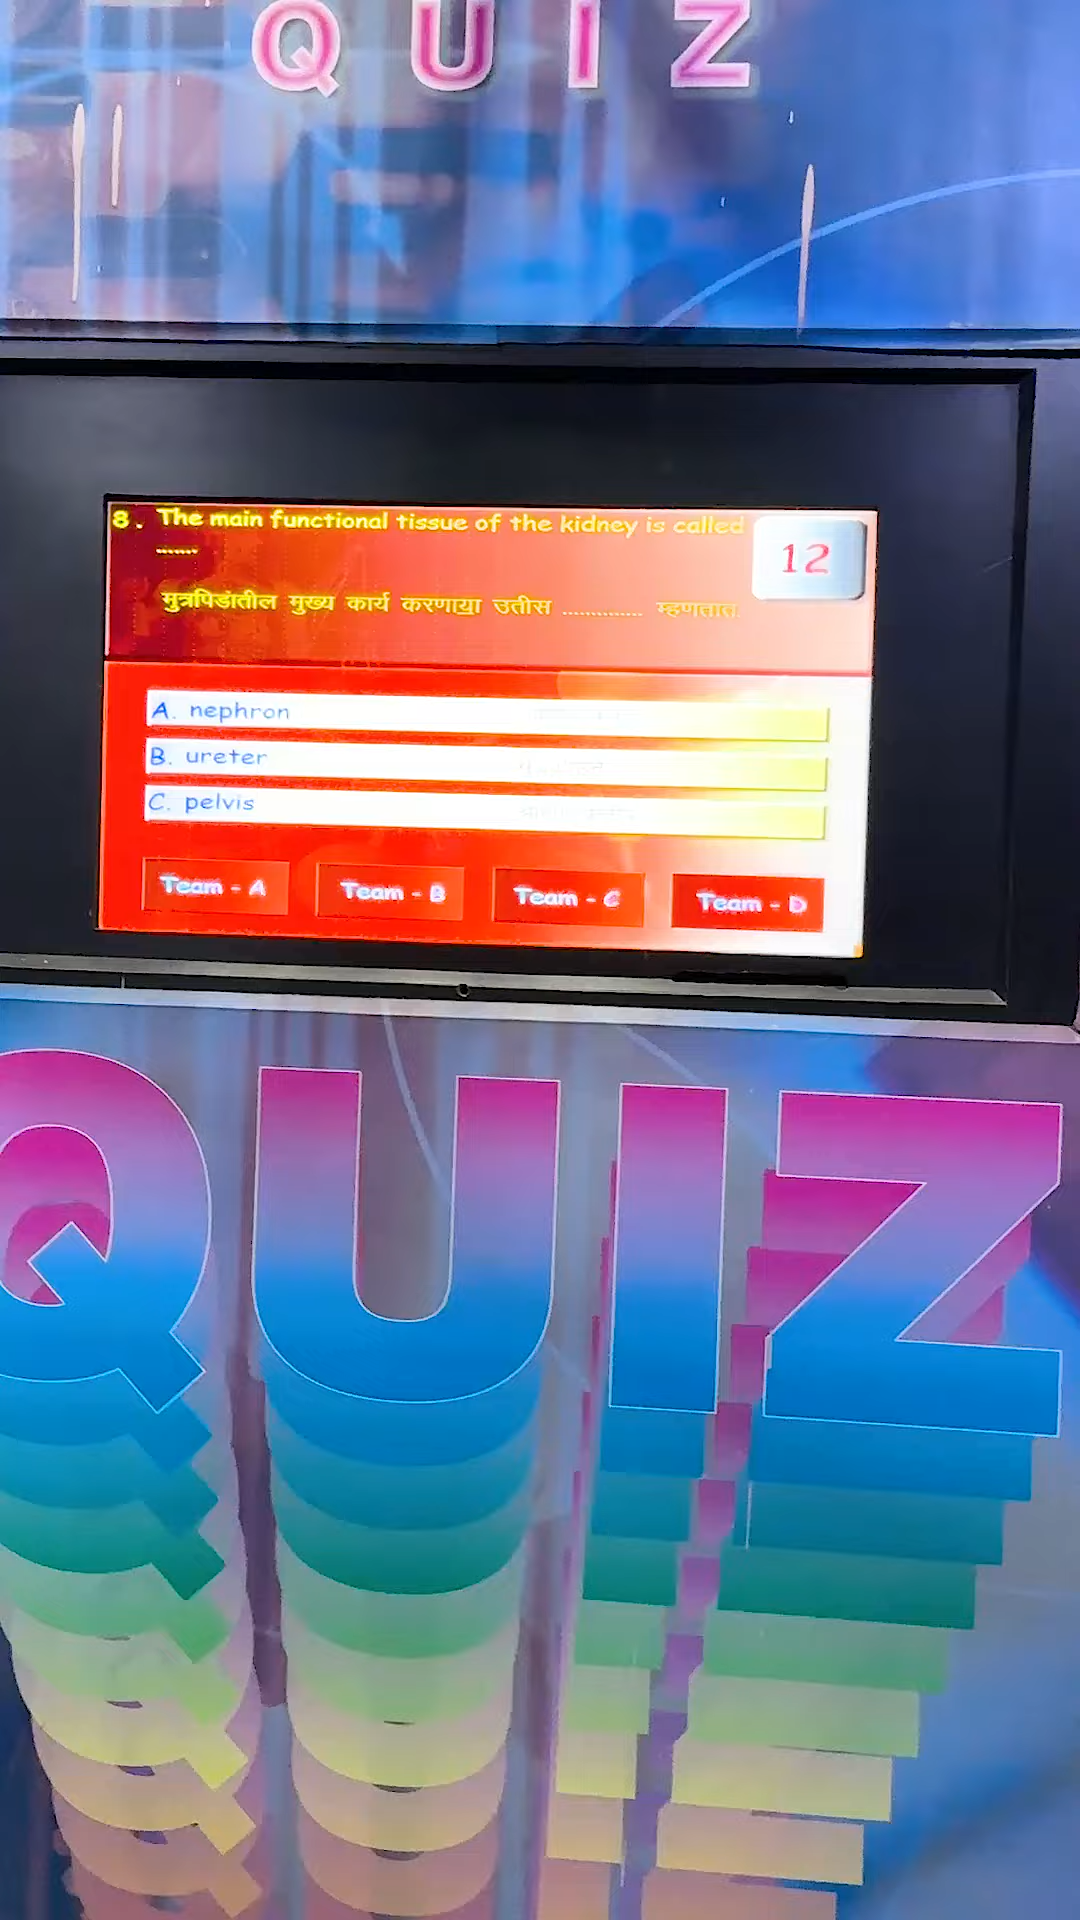 QUIZ
8. The main functional tissue of the kidney is called
.......
12
मुत्रपिडांतील मुख्य कार्य करणाऱ्या उतीस .............. म्हणतात.
A. nephron
B. ureter
C. pelvis
Team - A Team - B Team - C Team - D
QUIZ